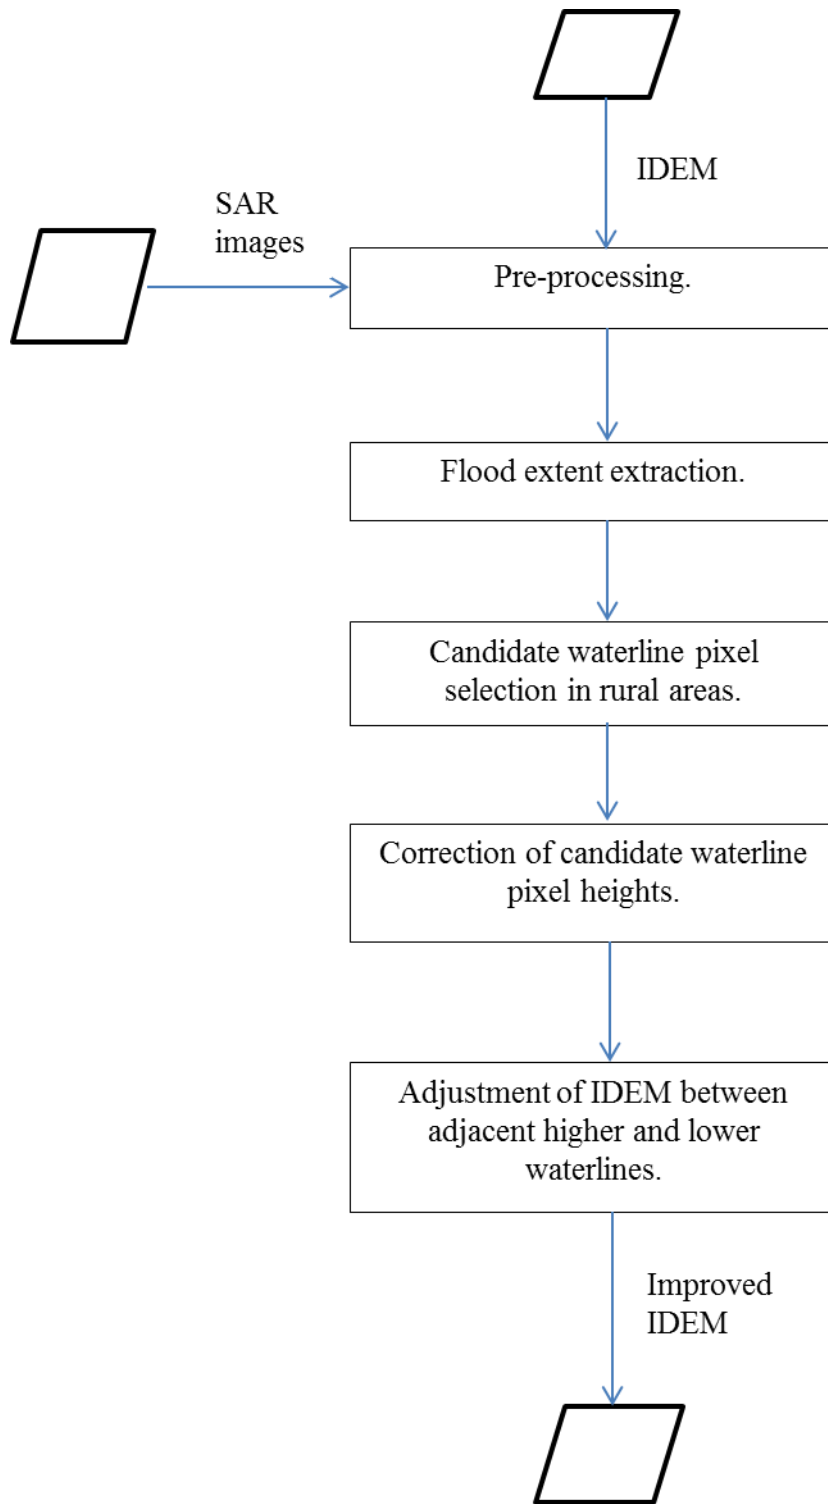 IDEM
SAR
images
Pre-processing.
Flood extent extraction.
Candidate waterline pixel
selection in rural areas.
Correction of candidate waterline
pixel heights.
Adjustment of IDEM between
adjacent higher and lower
waterlines.
Improved
IDEM